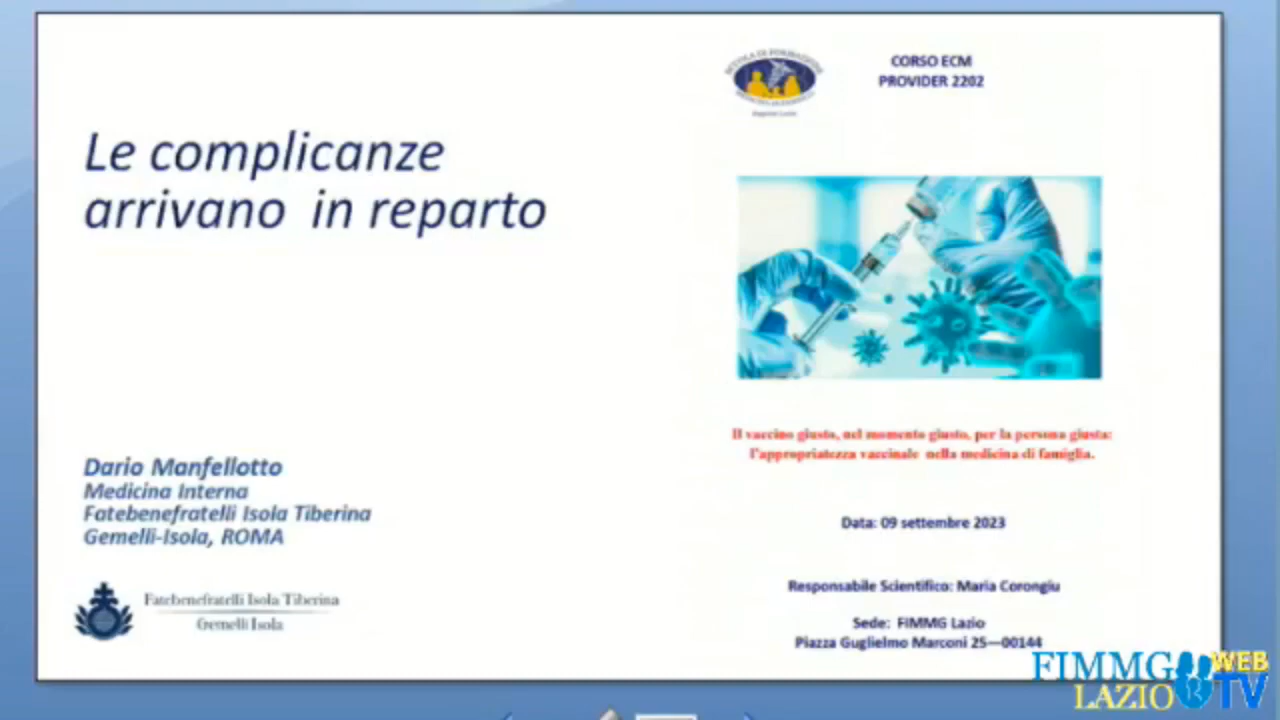 Le complicanze
arrivano in reparto
Dario Manfellotto
Medicina Interna
Fatebenefratelli Isola Tiberina
Gemelli-Isola, ROMA
Fatebenefratelli Isola Tiberina
Gemelli Isola
CORSO ECM
PROVIDER 2202
Il vaccino giusto, nel momento giusto, per la persona giusta:
l'appropriatezza vaccinale nella medicina di famiglia.
Data: 09 settembre 2023
Responsabile Scientifico: Maria Corongiu
Sede: FIMMG Lazio
Piazza Guglielmo Marconi 25—00144
FIMMG WEB
LAZIO TV